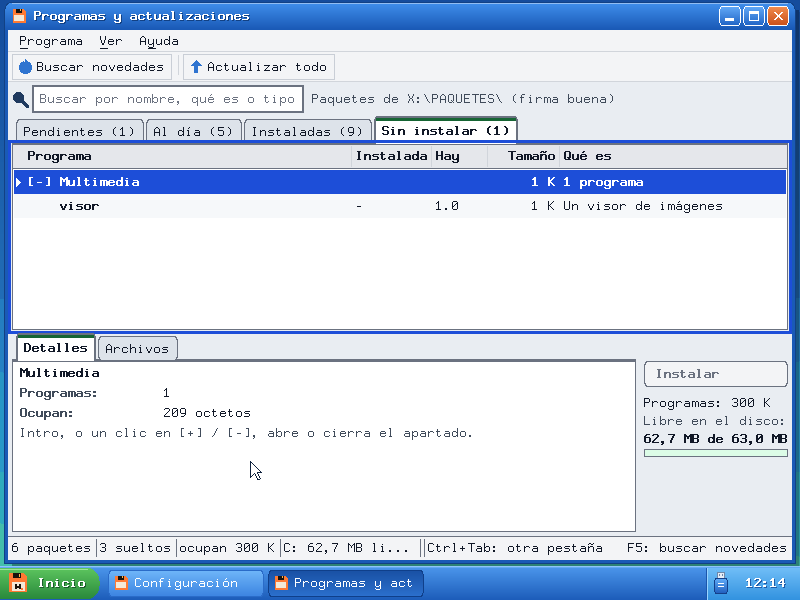 Programas y actualizaciones
Programa Ver Ayuda
Buscar novedades Actualizar todo
Buscar por nombre, qué es o tipo Paquetes de X:\PAQUETES\ (firma buena)
Pendientes (1) Al día (5) Instaladas (9) Sin instalar (1)
Programa Instalada Hay Tamaño Qué es
[-] Multimedia 1 K 1 programa
visor - 1.0 1 K Un visor de imágenes
Detalles Archivos
Multimedia
Programas: 1
Ocupan: 209 octetos
Intro, o un clic en [+] / [-], abre o cierra el apartado.
Instalar
Programas: 300 K
Libre en el disco:
62,7 MB de 63,0 MB
6 paquetes 3 sueltos ocupan 300 K C: 62,7 MB li... Ctrl+Tab: otra pestaña F5: buscar novedades
Inicio Configuración Programas y act 12:14